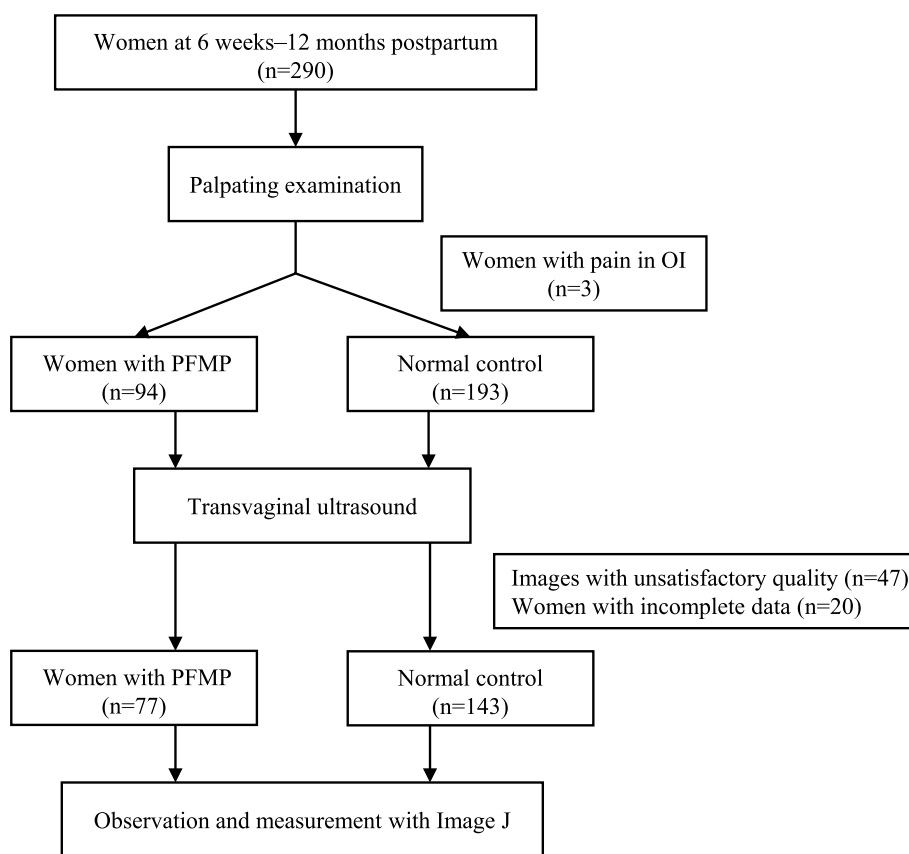 Women at 6 weeks–12 months postpartum
(n=290)
Palpating examination
Women with pain in OI
(n=3)
Women with PFMP
(n=94)
Normal control
(n=193)
Transvaginal ultrasound
Images with unsatisfactory quality (n=47)
Women with incomplete data (n=20)
Women with PFMP
(n=77)
Normal control
(n=143)
Observation and measurement with Image J